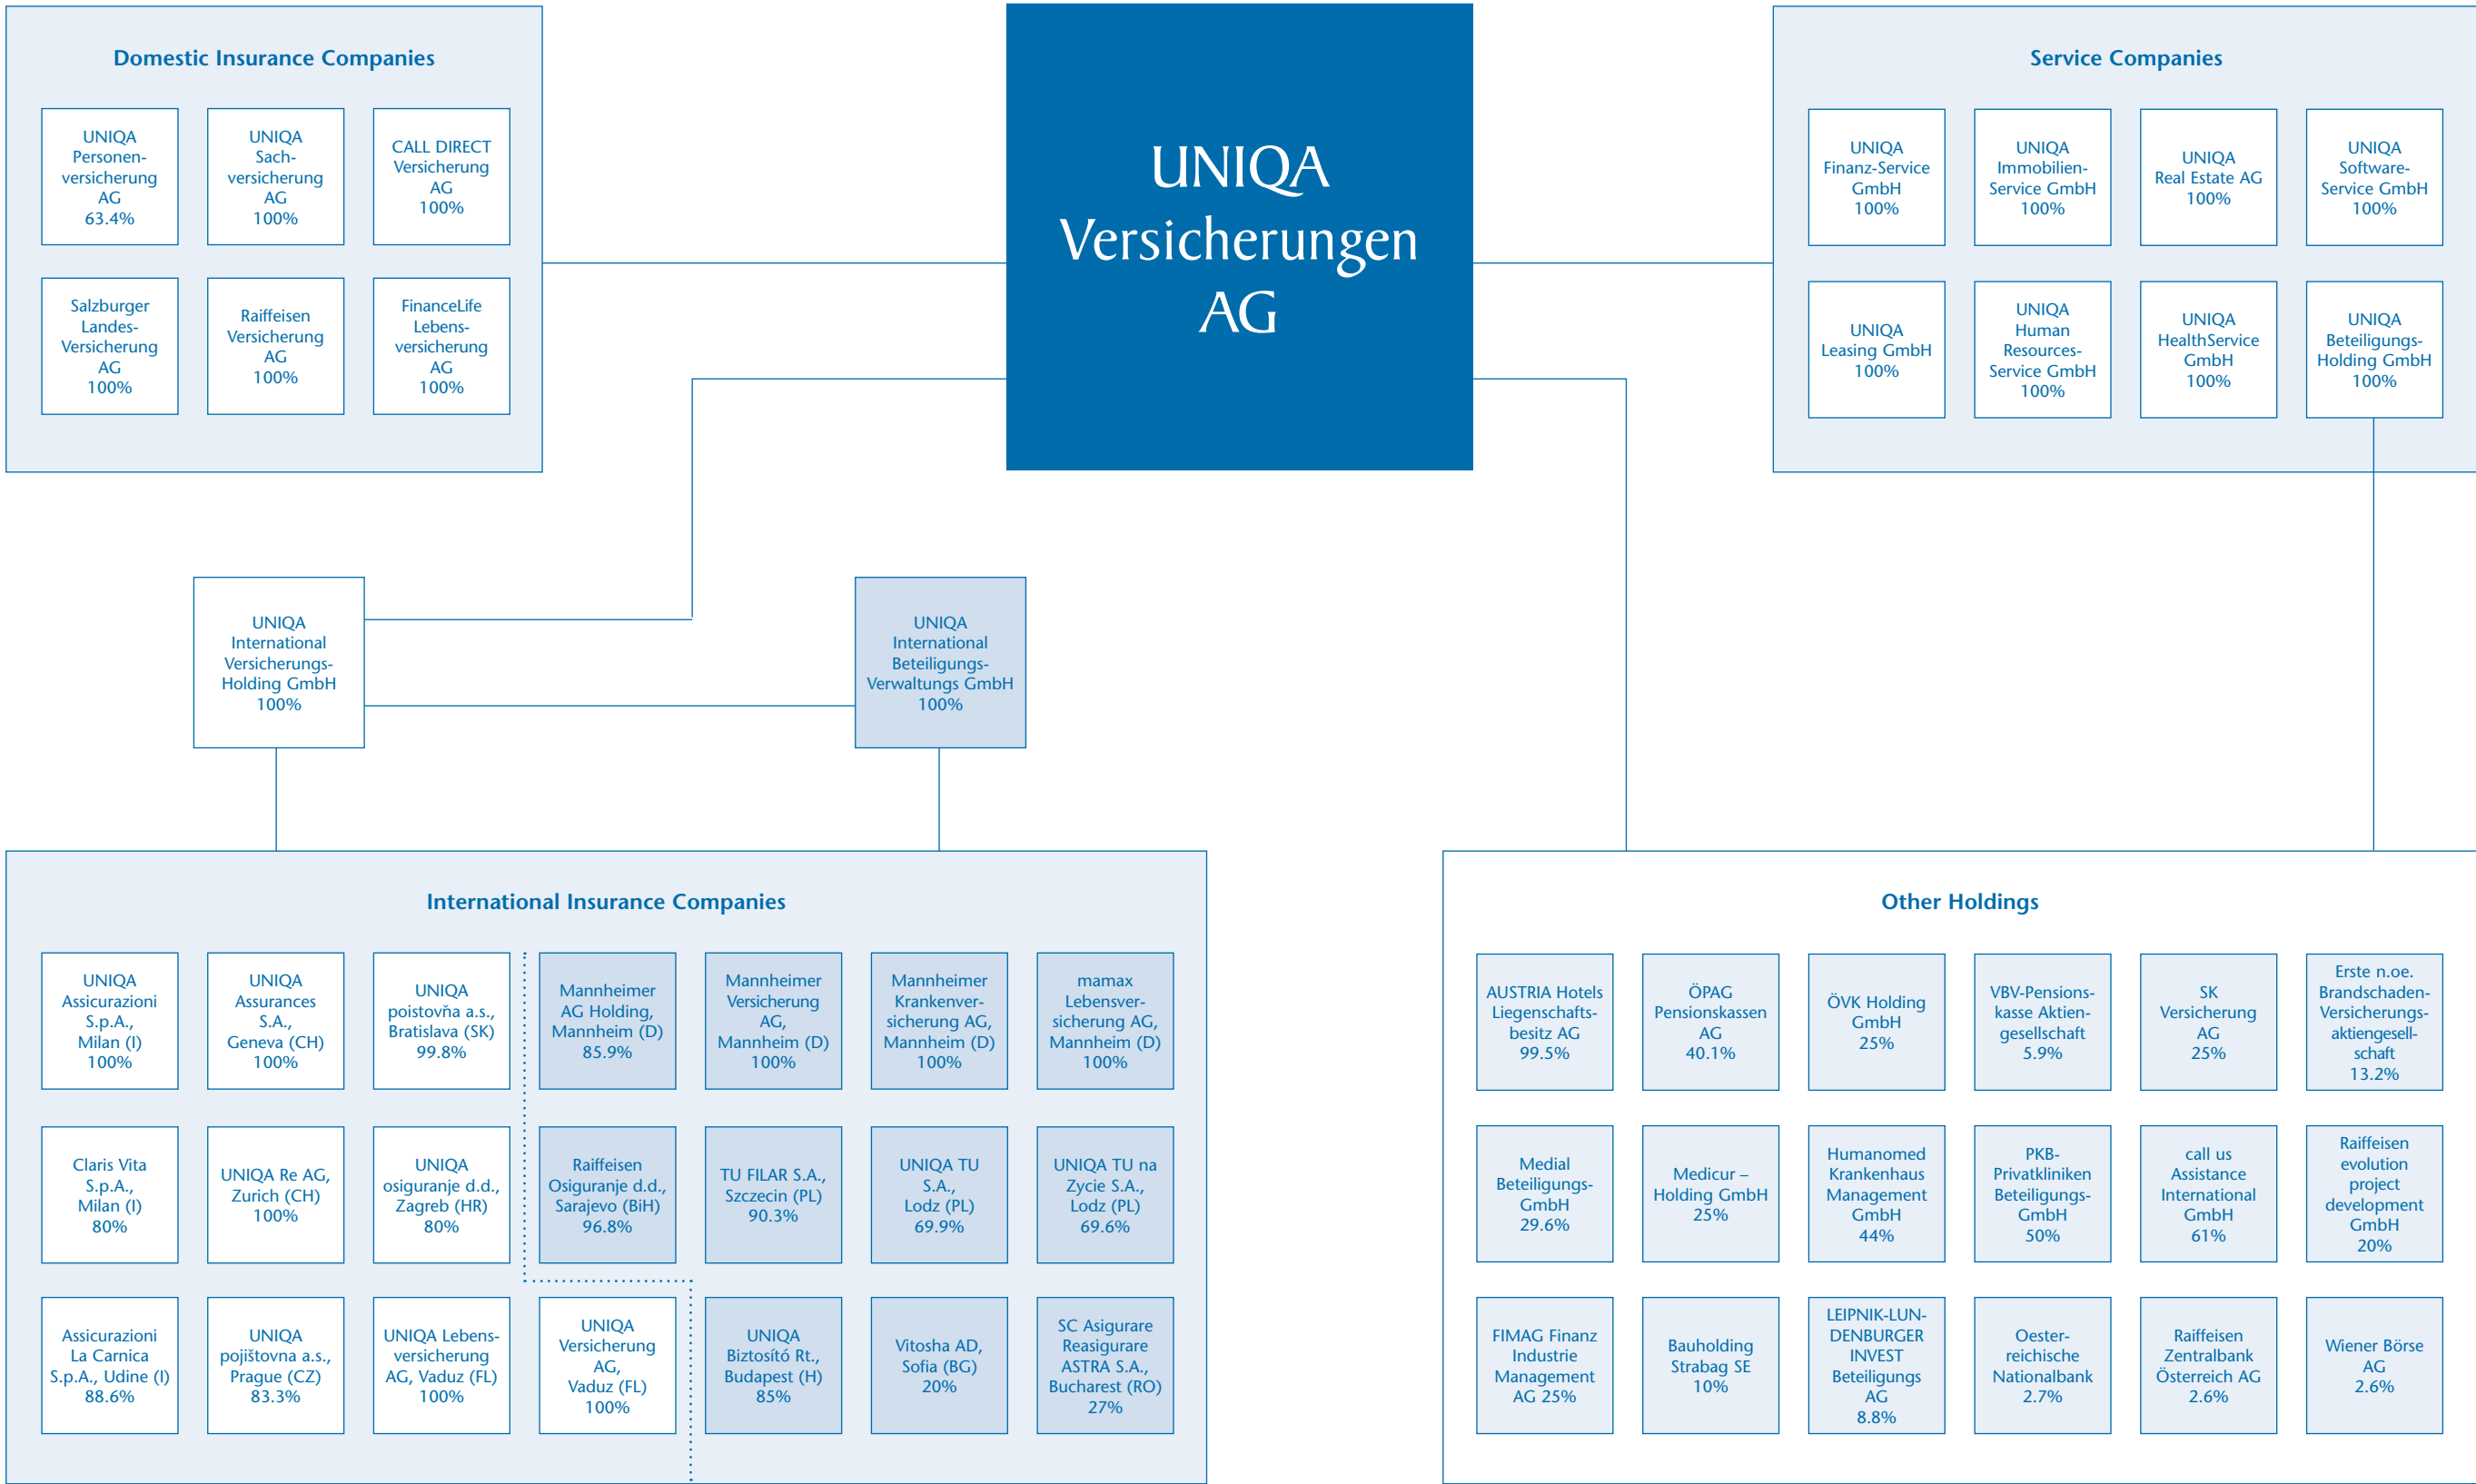 Domestic Insurance Companies
UNIQA
Personen-
versicherung
AG
63.4%
UNIQA
Sach-
versicherung
AG
100%
CALL DIRECT
Versicherung
AG
100%
Salzburger
Landes-
Versicherung
AG
100%
Raiffeisen
Versicherung
AG
100%
FinanceLife
Lebens-
versicherung
AG
100%
UNIQA
Versicherungen
AG
Service Companies
UNIQA
Finanz-Service
GmbH
100%
UNIQA
Immobilien-
Service GmbH
100%
UNIQA
Real Estate AG
100%
UNIQA
Software-
Service GmbH
100%
UNIQA
Leasing GmbH
100%
UNIQA
Human
Resources-
Service GmbH
100%
UNIQA
HealthService
GmbH
100%
UNIQA
Beteiligungs-
Holding GmbH
100%
UNIQA
International
Versicherungs-
Holding GmbH
100%
UNIQA
International
Beteiligungs-
Verwaltungs GmbH
100%
International Insurance Companies
UNIQA
Assicurazioni
S.p.A.,
Milan (I)
100%
UNIQA
Assurances
S.A.,
Geneva (CH)
100%
UNIQA
poistovňa a.s.,
Bratislava (SK)
99.8%
Mannheimer
AG Holding,
Mannheim (D)
85.9%
Mannheimer
Versicherung
AG,
Mannheim (D)
100%
Mannheimer
Krankenver-
sicherung AG,
Mannheim (D)
100%
mamax
Lebensver-
sicherung AG,
Mannheim (D)
100%
Claris Vita
S.p.A.,
Milan (I)
80%
UNIQA Re AG,
Zurich (CH)
100%
UNIQA
osiguranje d.d.,
Zagreb (HR)
80%
Raiffeisen
Osiguranje d.d.,
Sarajevo (BiH)
96.8%
TU FILAR S.A.,
Szczecin (PL)
90.3%
UNIQA TU
S.A.,
Lodz (PL)
69.9%
UNIQA TU na
Zycie S.A.,
Lodz (PL)
69.6%
Assicurazioni
La Carnica
S.p.A., Udine (I)
88.6%
UNIQA
pojištovna a.s.,
Prague (CZ)
83.3%
UNIQA Lebens-
versicherung
AG, Vaduz (FL)
100%
UNIQA
Versicherung
AG,
Vaduz (FL)
100%
UNIQA
Biztosító Rt.,
Budapest (H)
85%
Vitosha AD,
Sofia (BG)
20%
SC Asigurare
Reasigurare
ASTRA S.A.,
Bucharest (RO)
27%
Other Holdings
AUSTRIA Hotels
Liegenschafts-
besitz AG
99.5%
ÖPAG
Pensionskassen
AG
40.1%
ÖVK Holding
GmbH
25%
VBV-Pensions-
kasse Aktien-
gesellschaft
5.9%
SK
Versicherung
AG
25%
Erste n.oe.
Brandschaden-
Versicherungs-
aktiengesell-
schaft
13.2%
Medial
Beteiligungs-
GmbH
29.6%
Medicur –
Holding GmbH
25%
Humanomed
Krankenhaus
Management
GmbH
44%
PKB-
Privatkliniken
Beteiligungs-
GmbH
50%
call us
Assistance
International
GmbH
61%
Raiffeisen
evolution
project
development
GmbH
20%
FIMAG Finanz
Industrie
Management
AG 25%
Bauholding
Strabag SE
10%
LEIPNIK-LUN-
DENBURGER
INVEST
Beteiligungs
AG
8.8%
Oester-
reichische
Nationalbank
2.7%
Raiffeisen
Zentralbank
Österreich AG
2.6%
Wiener Börse
AG
2.6%